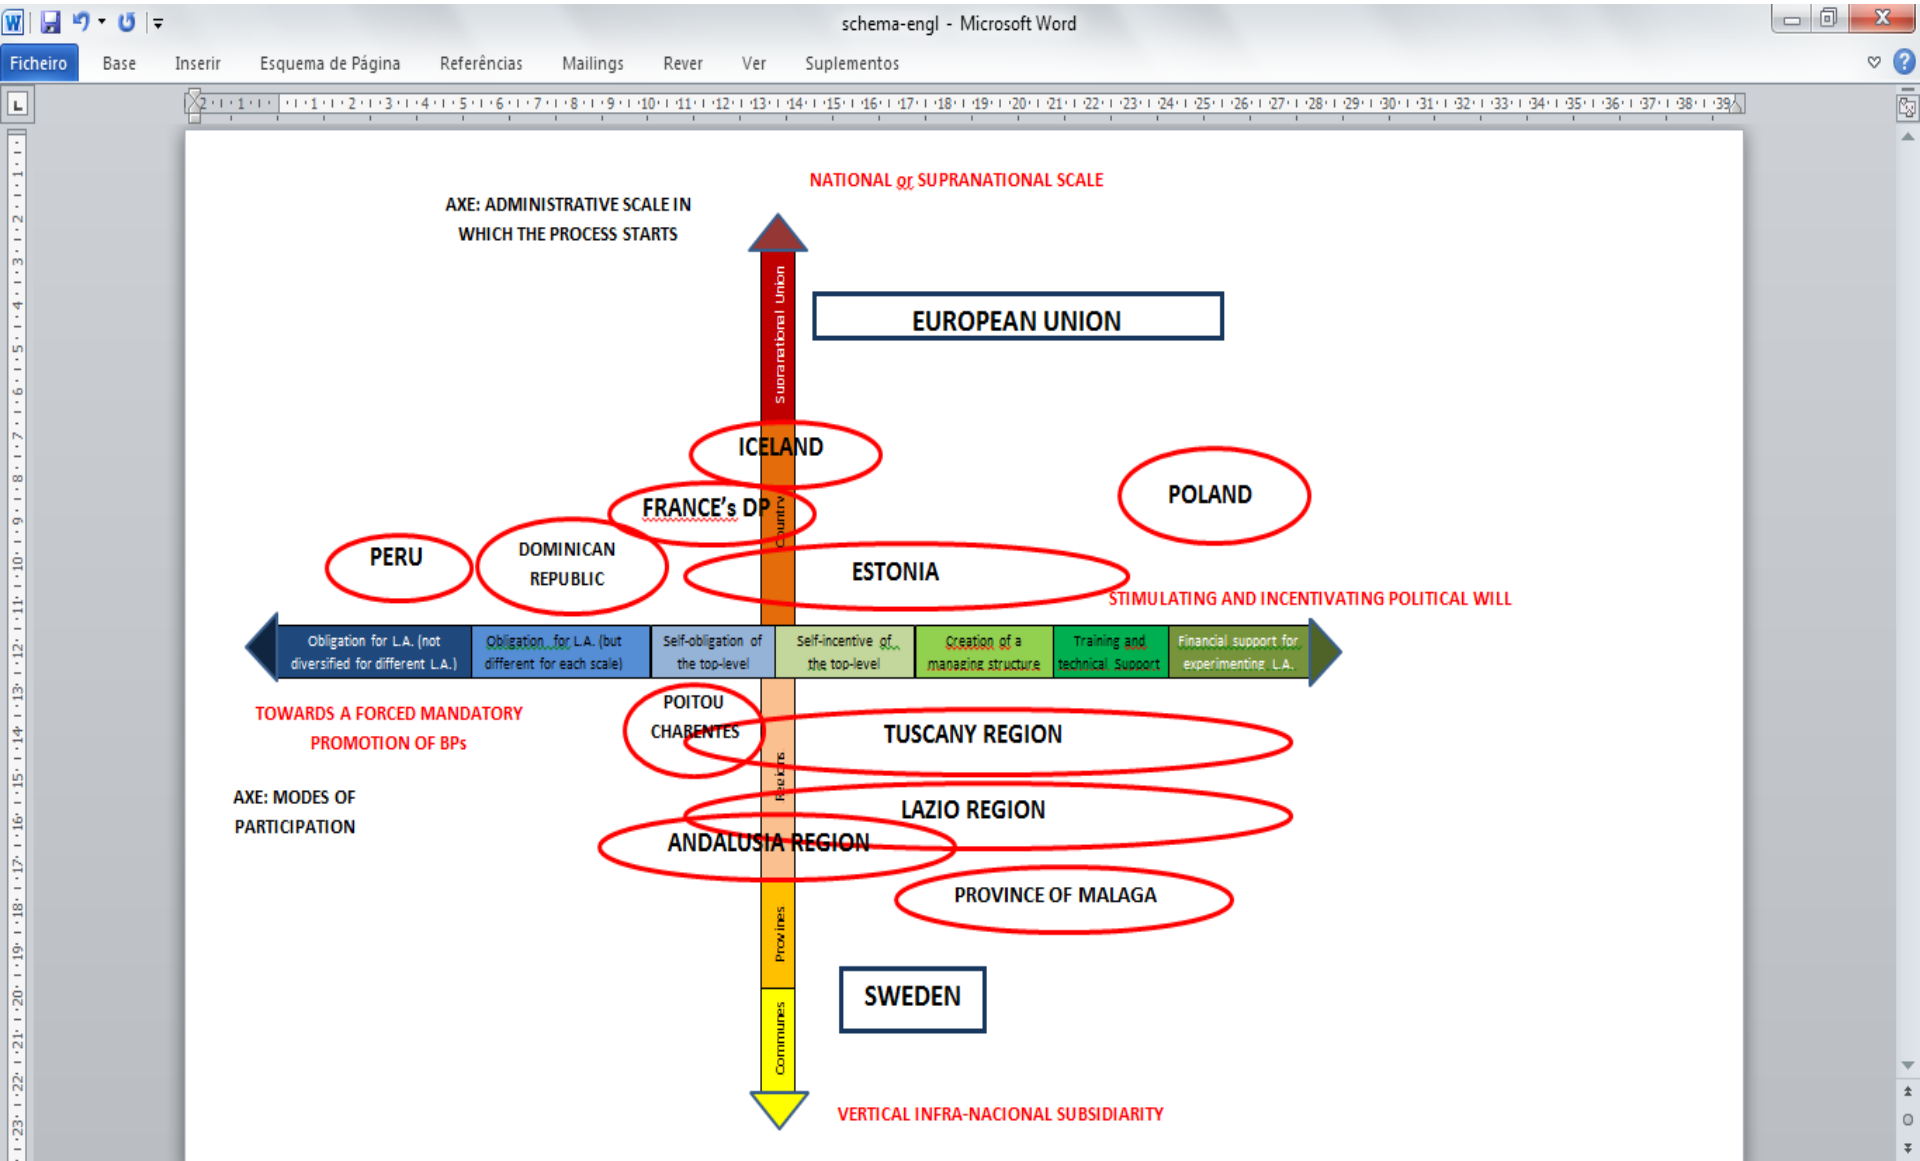 schema-engl - Microsoft Word
Ficheiro Base Inserir Esquema de Página Referências Mailings Rever Ver Suplementos
NATIONAL or SUPRANATIONAL SCALE
AXE: ADMINISTRATIVE SCALE IN
WHICH THE PROCESS STARTS
Supranational Union
EUROPEAN UNION
ICELAND
POLAND
FRANCE's DP
Country
PERU
DOMINICAN
REPUBLIC
ESTONIA
STIMULATING AND INCENTIVATING POLITICAL WILL
Obligation for L.A. (not
diversified for different L.A.)
Obligation for L.A. (but
different for each scale)
Self-obligation of
the top-level
Self-incentive of
the top-level
Creation of a
managing structure
Training and
technical Support
Financial support for
experimenting L.A.
TOWARDS A FORCED MANDATORY
PROMOTION OF BPs
POITOU
CHARENTES
TUSCANY REGION
Regions
AXE: MODES OF
PARTICIPATION
LAZIO REGION
ANDALUSIA REGION
PROVINCE OF MALAGA
Provines
SWEDEN
Communes
VERTICAL INFRA-NACIONAL SUBSIDIARITY